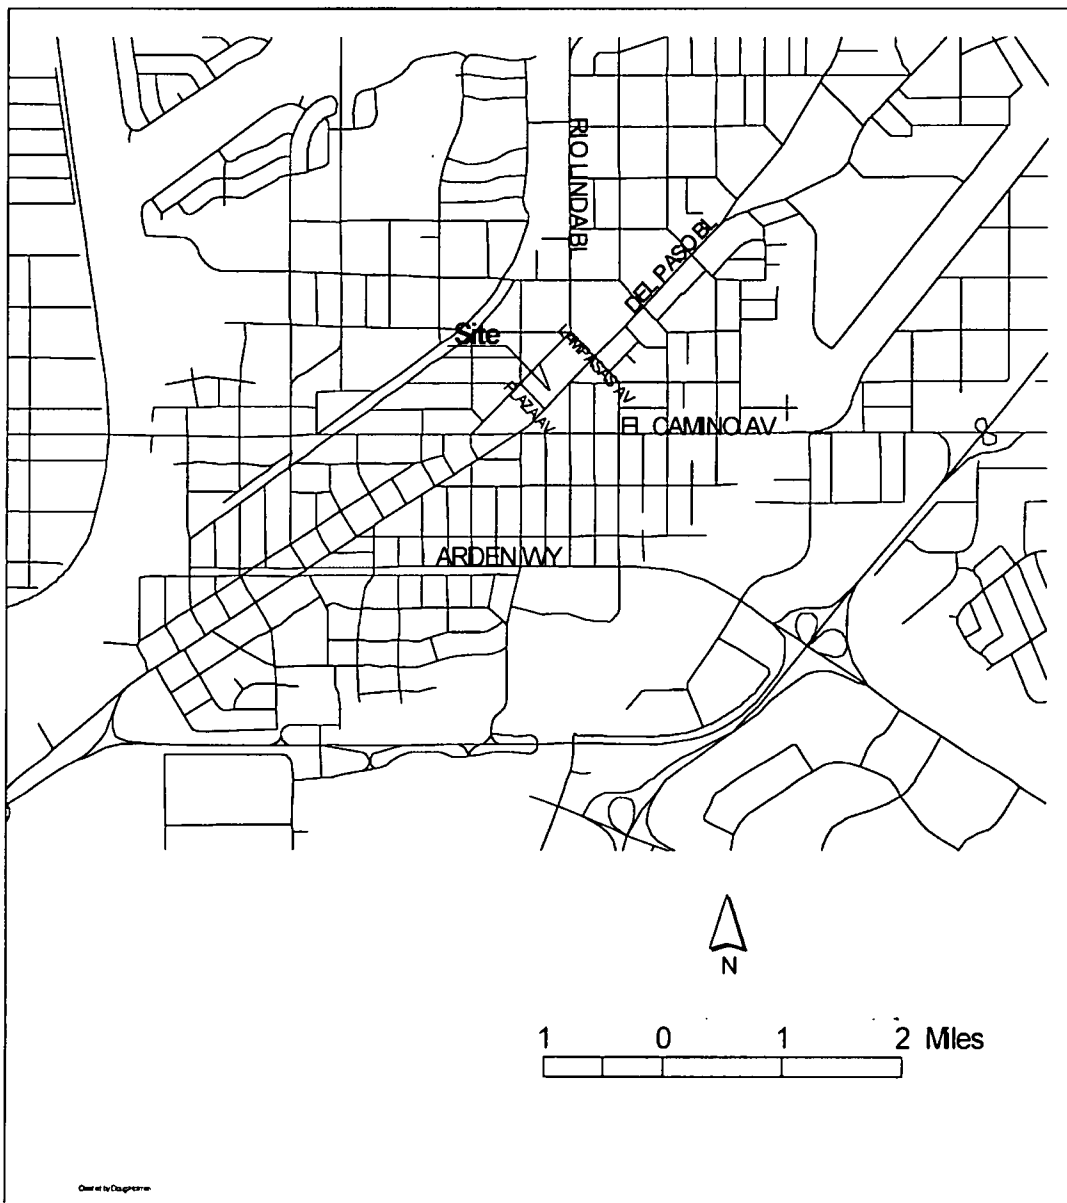 RIO LINDA BL
DEL PASO BL
Site
LAMPASAS AV
PLAZA AV
EL CAMINO AV
ARDEN WY
N
1 0 1 2 Miles